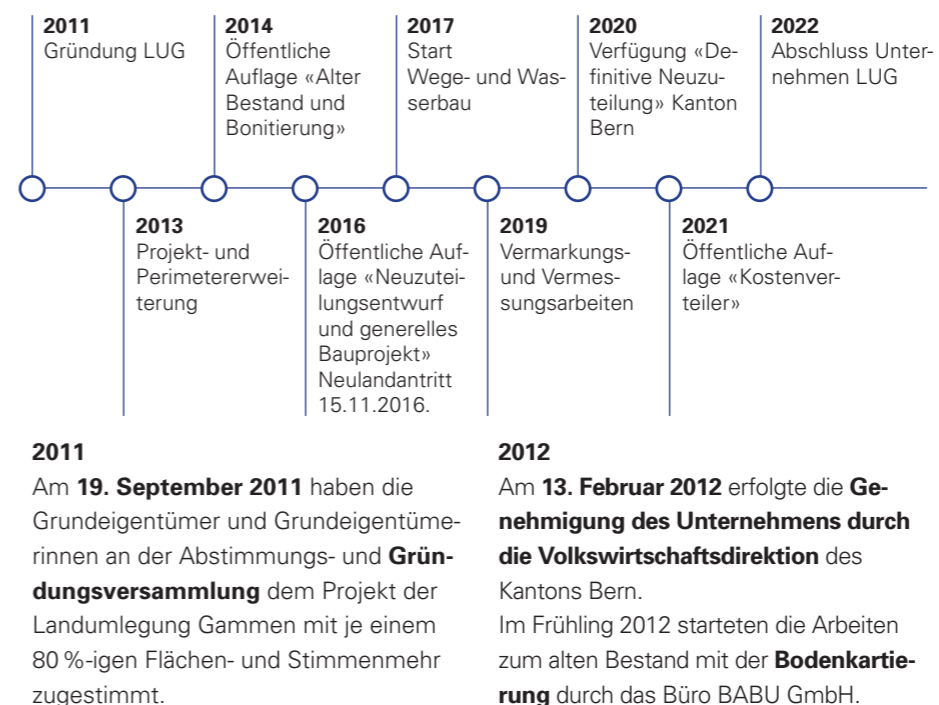 2011
Gründung LUG
2014
Öffentliche
Auflage «Alter
Bestand und
Bonitierung»
2017
Start
Wege- und Was-
serbau
2020
Verfügung «De-
finitive Neuzu-
teilung» Kanton
Bern
2022
Abschluss Unter-
nehmen LUG
2013
Projekt- und
Perimetererwei-
terung
2016
Öffentliche Auf-
lage «Neuzutei-
lungsentwurf
und generelles
Bauprojekt»
Neulandantritt
15.11.2016.
2019
Vermarkungs-
und Vermes-
sungsarbeiten
2021
Öffentliche Auf-
lage «Kostenver-
teiler»
2011
Am 19. September 2011 haben die
Grundeigentümer und Grundeigentüme-
rinnen an der Abstimmungs- und Grün-
dungsversammlung dem Projekt der
Landumlegung Gammen mit je einem
80 %-igen Flächen- und Stimmenmehr
zugestimmt.
2012
Am 13. Februar 2012 erfolgte die Ge-
nehmigung des Unternehmens durch
die Volkswirtschaftsdirektion des
Kantons Bern.
Im Frühling 2012 starteten die Arbeiten
zum alten Bestand mit der Bodenkartie-
rung durch das Büro BABU GmbH.